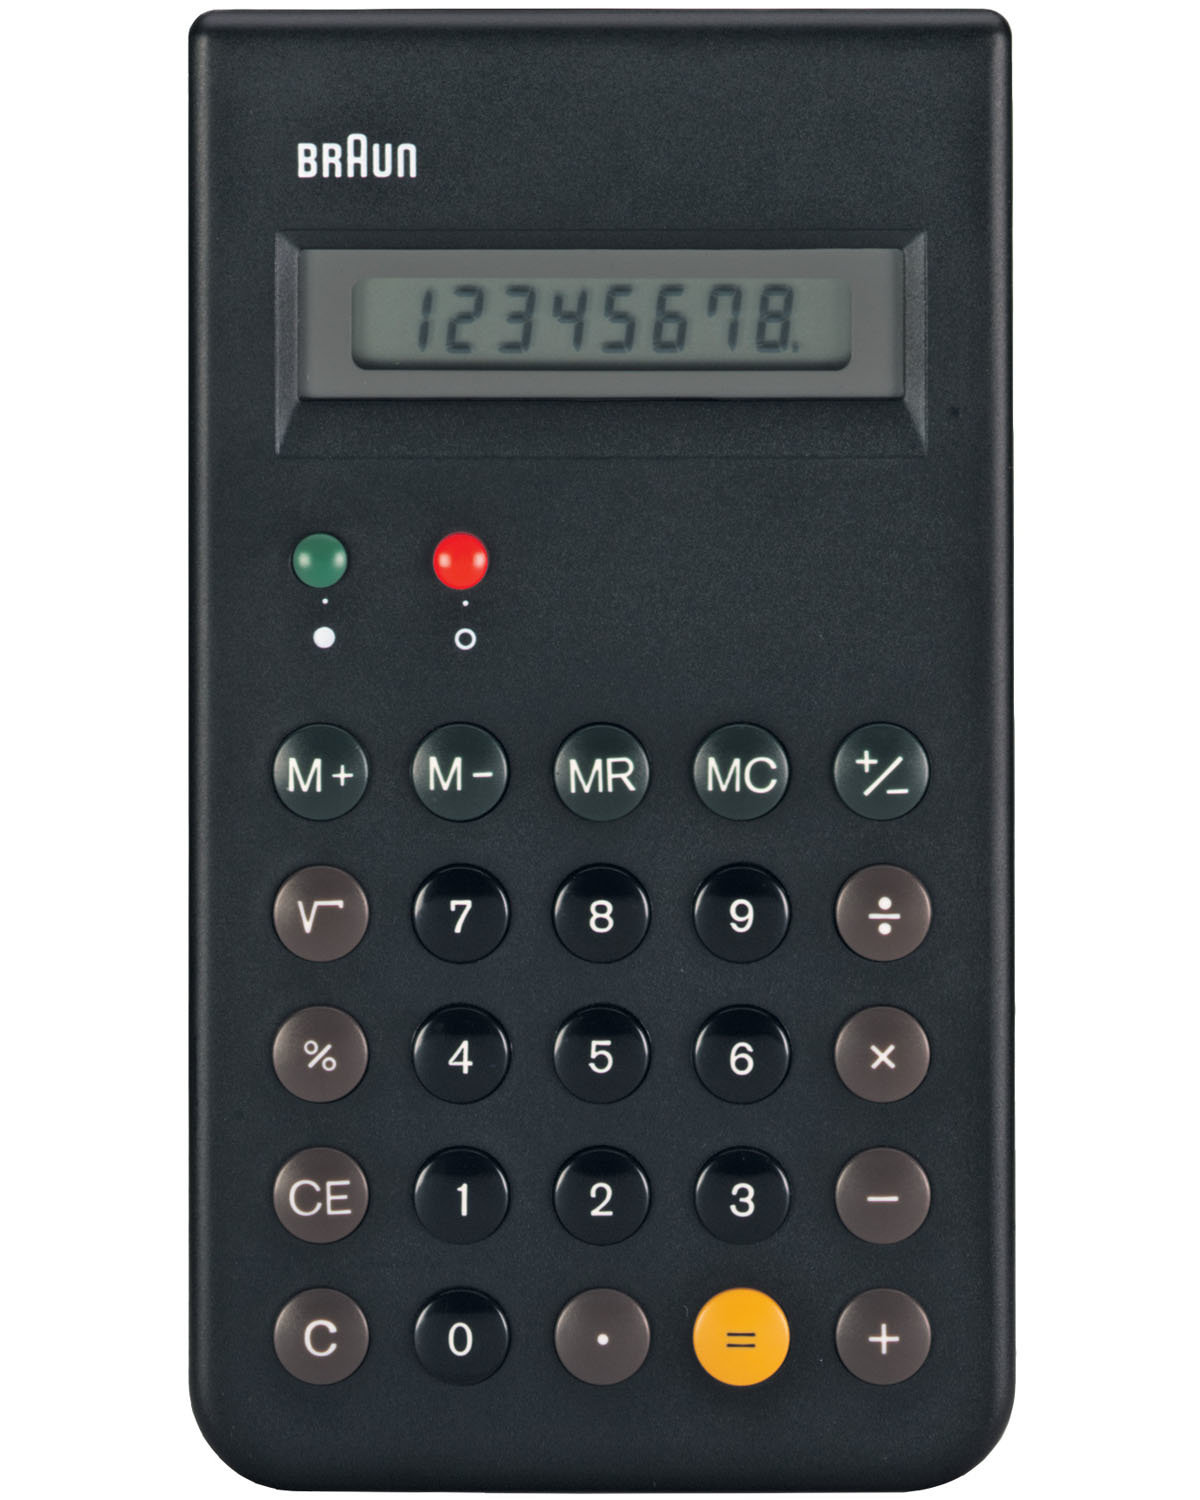 BRAUN
12345678.
M+ M- MR MC +/-
√ 7 8 9 ÷
% 4 5 6 ×
CE 1 2 3 −
C 0 . = +